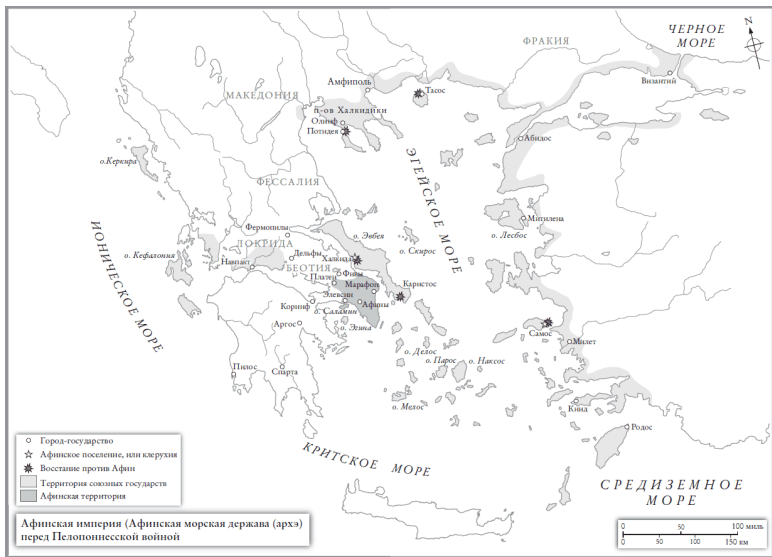 N
ЧЕРНОЕ
МОРЕ
ФРАКИЯ
Византий
Амфиполь
Тасос
МАКЕДОНИЯ
п-ов Халкидики
Олинф
Потидея
Абидос
о.Керкира
ЭГЕЙСКОЕ МОРЕ
ФЕССАЛИЯ
Митилена
о. Лесбос
ИОНИЧЕСКОЕ МОРЕ
Фермопилы
о. Эвбея
о. Скирос
ЛОКРИДА
о. Кефалония
Дельфы
Халкида
Навпакт
БЕОТИЯ
Фивы
Платеи
Марафон
Каристос
Элевсин
Афины
Коринф
о. Саламин
Аргос
о. Эгина
Самос
Милет
о. Делос
о. Парос
о. Наксос
Пилос
Спарта
о. Мелос
Книд
Родос
КРИТСКОЕ МОРЕ
СРЕДИЗЕМНОЕ
МОРЕ
Город-государство
Афинское поселение, или клерухия
Восстание против Афин
Территория союзных государств
Афинская территория
Афинская империя (Афинская морская держава (архэ)
перед Пелопоннесской войной
0 50 100 миль
0 50 100 150 км